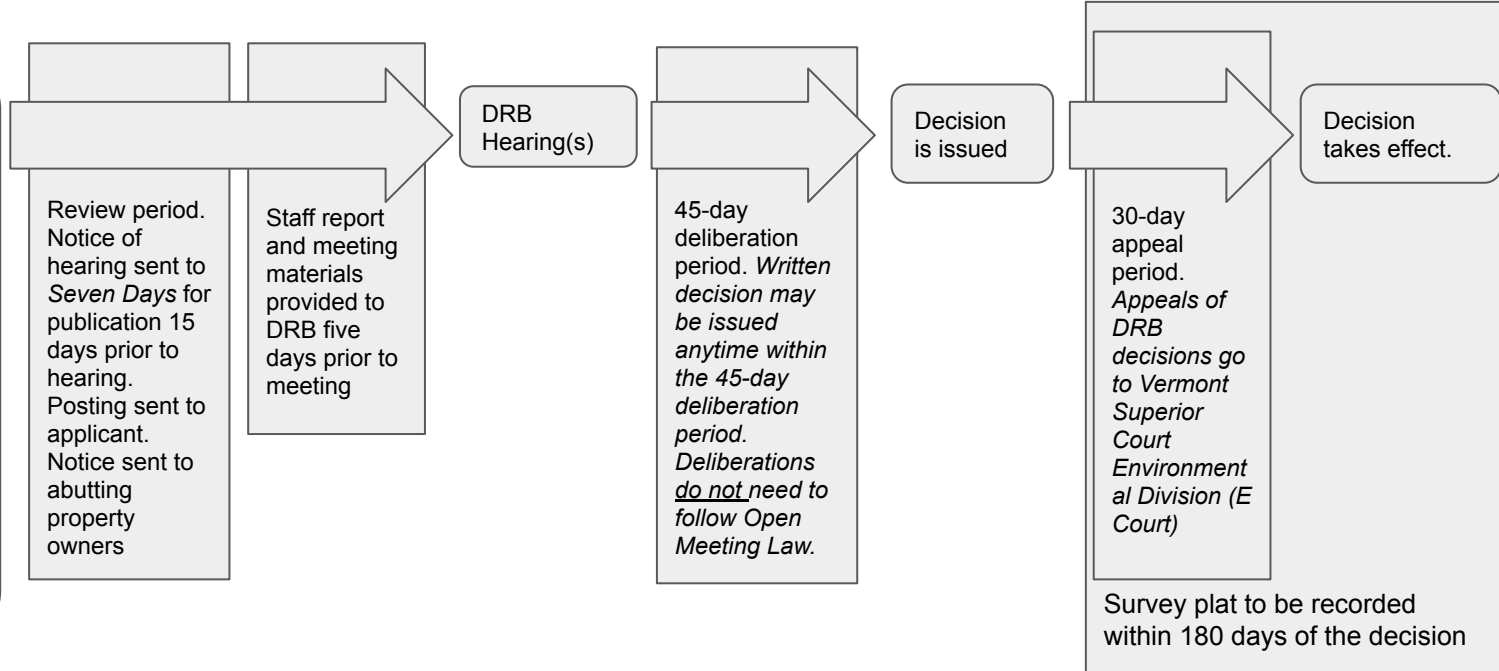 Review period.
Notice of
hearing sent to
Seven Days for
publication 15
days prior to
hearing.
Posting sent to
applicant.
Notice sent to
abutting
property
owners
Staff report
and meeting
materials
provided to
DRB five
days prior to
meeting
DRB
Hearing(s)
45-day
deliberation
period. Written
decision may
be issued
anytime within
the 45-day
deliberation
period.
Deliberations
do not need to
follow Open
Meeting Law.
Decision
is issued
30-day
appeal
period.
Appeals of
DRB
decisions go
to Vermont
Superior
Court
Environment
al Division (E
Court)
Decision
takes effect.
Survey plat to be recorded
within 180 days of the decision